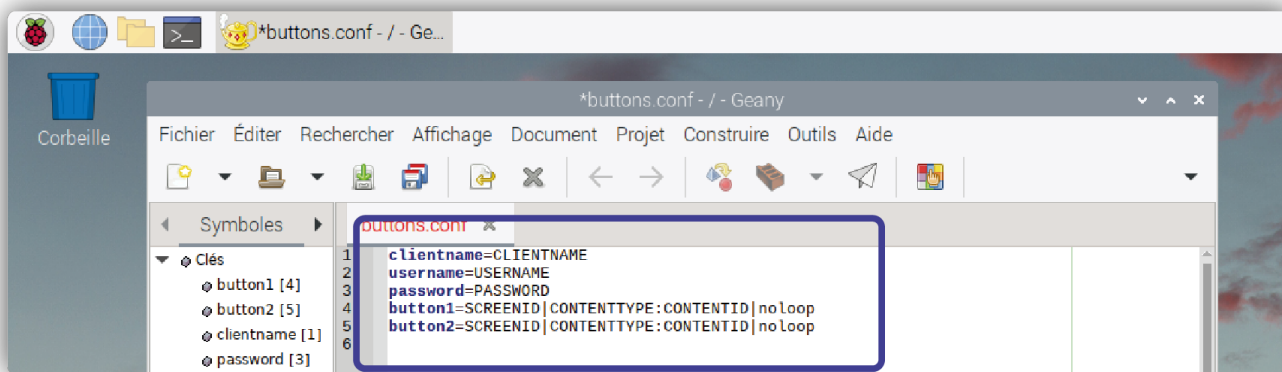 *buttons.conf - / - Ge...
*buttons.conf - / - Geany
Corbeille
Fichier Éditer Rechercher Affichage Document Projet Construire Outils Aide
Symboles
buttons.conf
Clés
button1 [4]
button2 [5]
clientname [1]
password [3]
1 clientname=CLIENTNAME
2 username=USERNAME
3 password=PASSWORD
4 button1=SCREENID|CONTENTTYPE:CONTENTID|noloop
5 button2=SCREENID|CONTENTTYPE:CONTENTID|noloop
6